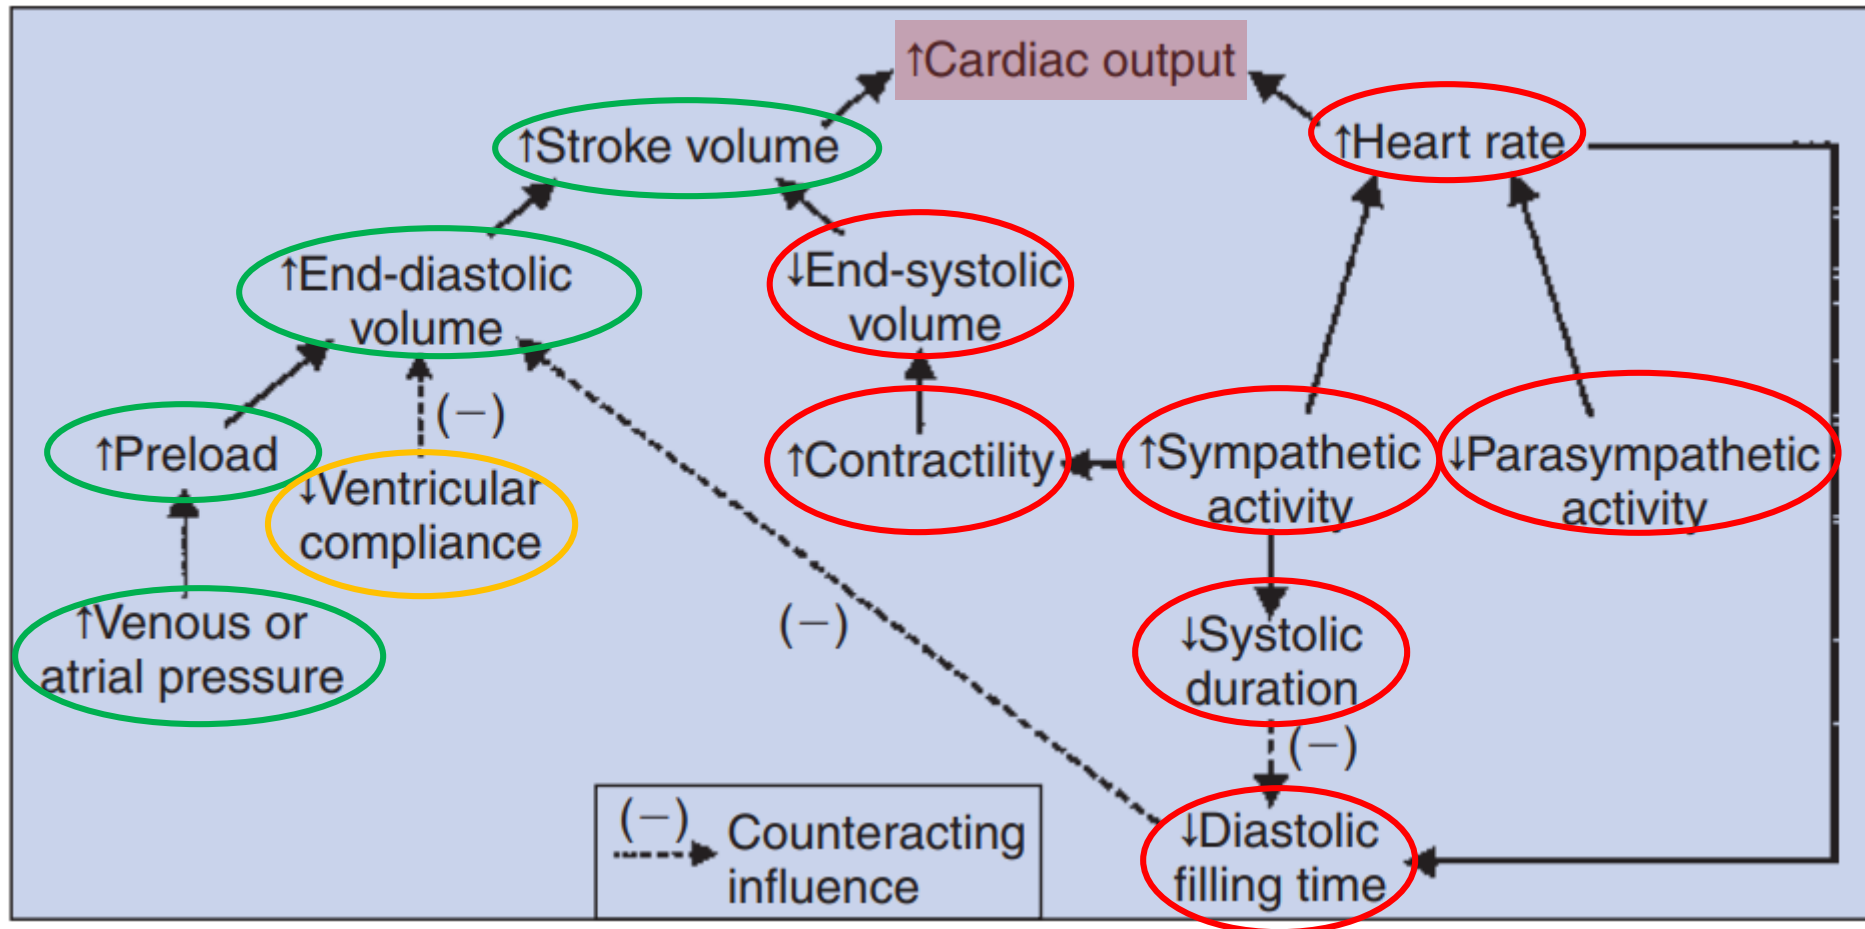 ↑Cardiac output
↑Stroke volume
↑Heart rate
↑End-diastolic
volume
↓End-systolic
volume
(−)
↑Preload
↓Ventricular
compliance
↑Contractility
↑Sympathetic
activity
↓Parasympathetic
activity
↑Venous or
atrial pressure
(−)
↓Systolic
duration
(−)
↓Diastolic
filling time
(−)
Counteracting
influence